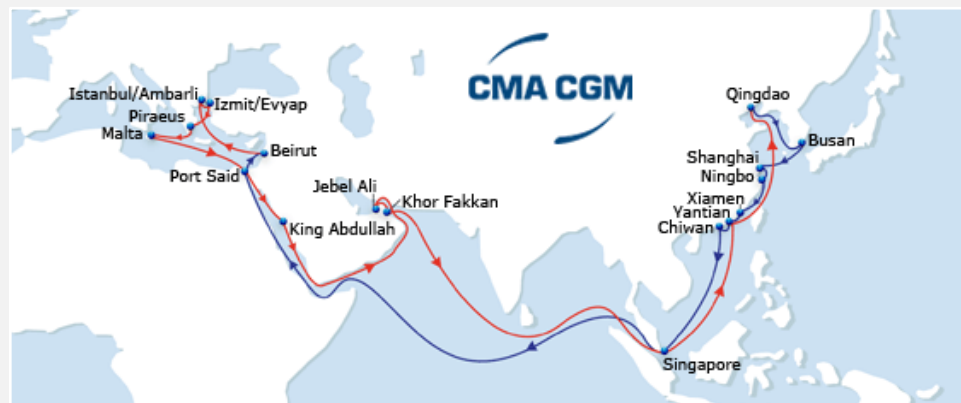 CMA CGM
Istanbul/Ambarli
Izmit/Evyap
Piraeus
Malta
Beirut
Port Said
Jebel Ali
Khor Fakkan
King Abdullah
Qingdao
Busan
Shanghai
Ningbo
Xiamen
Yantian
Chiwan
Singapore